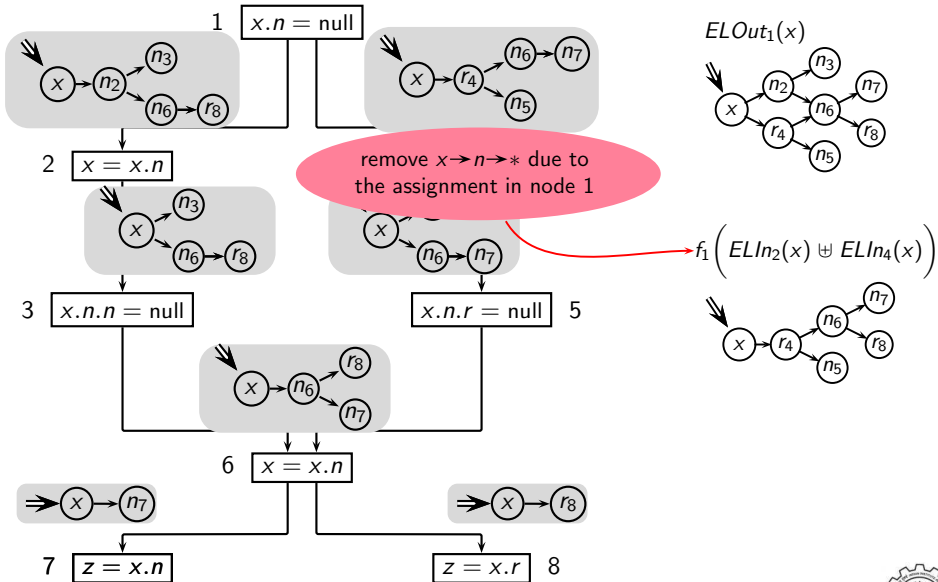 1 x.n = null
ELOut₁(x)
x n₂ n₃ n₆ r₈
x r₄ n₆ n₇ n₅
x n₂ n₃ r₄ n₆ n₇ r₈ n₅
remove x→n→* due to
the assignment in node 1
2 x = x.n
x n₃ n₆ r₈
x n₆ n₇
f₁(ELIn₂(x) ⊎ ELIn₄(x))
3 x.n.n = null
x.n.r = null 5
x r₄ n₆ n₇ r₈ n₅
x n₆ r₈ n₇
6 x = x.n
x n₇
x r₈
7 z = x.n
z = x.r 8